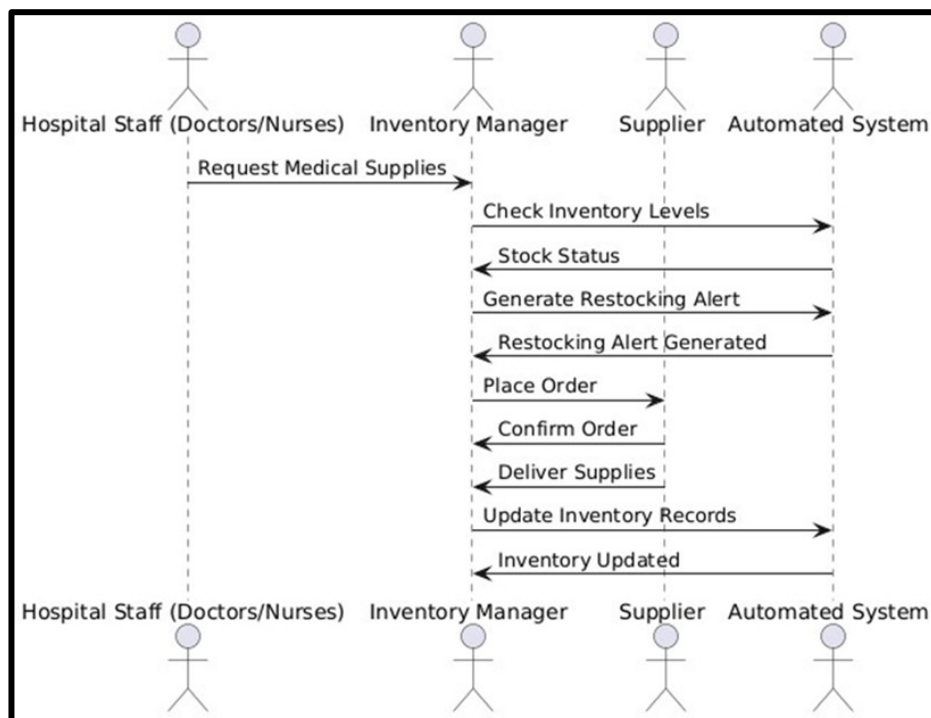 Hospital Staff (Doctors/Nurses) Inventory Manager Supplier Automated System
Request Medical Supplies
Check Inventory Levels
Stock Status
Generate Restocking Alert
Restocking Alert Generated
Place Order
Confirm Order
Deliver Supplies
Update Inventory Records
Inventory Updated
Hospital Staff (Doctors/Nurses) Inventory Manager Supplier Automated System